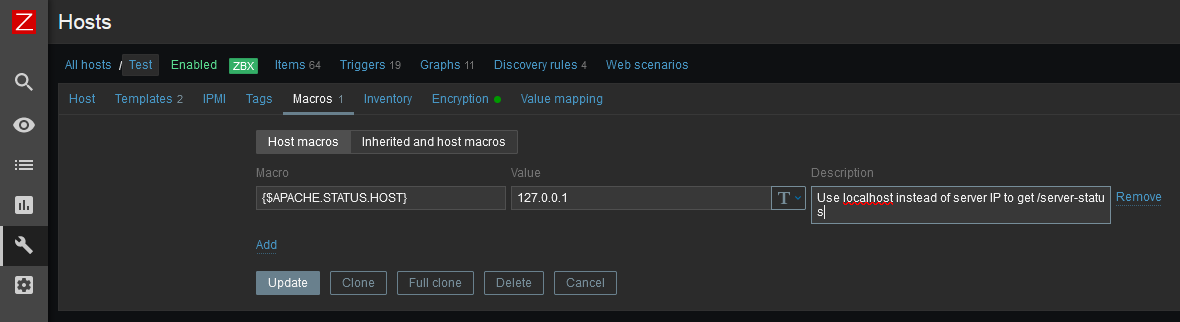 Z
Hosts
All hosts / Test Enabled ZBX Items 64 Triggers 19 Graphs 11 Discovery rules 4 Web scenarios
Host Templates 2 IPMI Tags Macros 1 Inventory Encryption Value mapping
Host macros Inherited and host macros
Macro Value Description
{$APACHE.STATUS.HOST} 127.0.0.1 T Use localhost instead of server IP to get /server-statu
s Remove
Add
Update Clone Full clone Delete Cancel